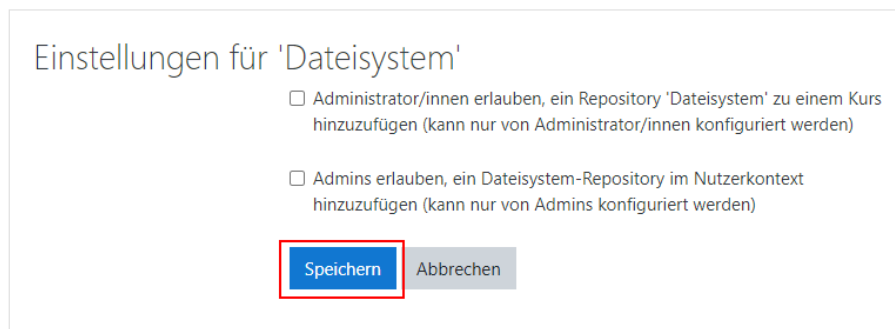 Einstellungen für 'Dateisystem'
Administrator/innen erlauben, ein Repository 'Dateisystem' zu einem Kurs
hinzuzufügen (kann nur von Administrator/innen konfiguriert werden)
Admins erlauben, ein Dateisystem-Repository im Nutzerkontext
hinzuzufügen (kann nur von Admins konfiguriert werden)
Speichern Abbrechen